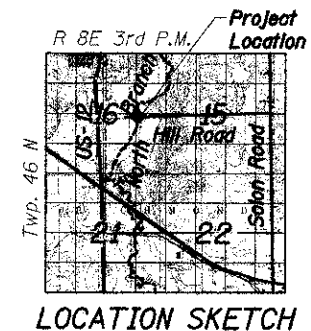 Project
Location
R 8E 3rd P.M.
Twp. 46 N
US-12
16
15
North Branch
Hill Road
Solon Road
21
22
LOCATION SKETCH